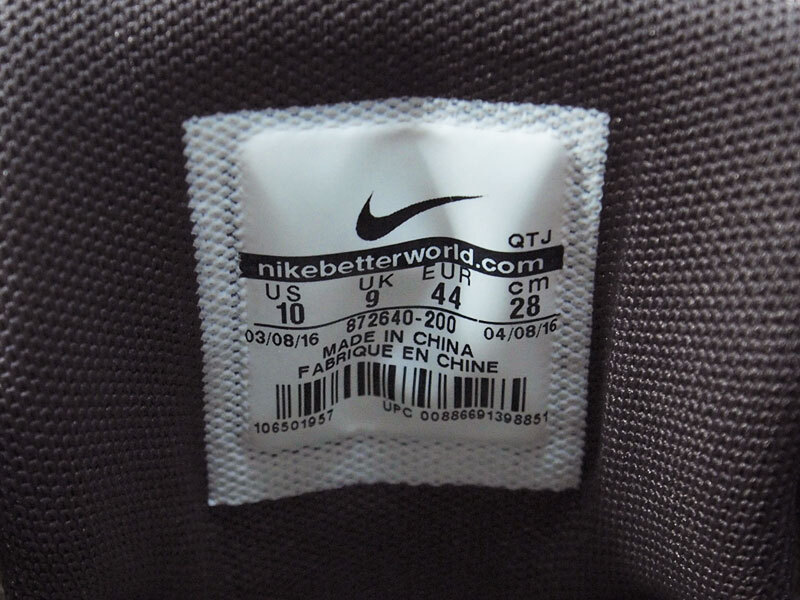 QTJ
nikebetterworld.com
US UK EUR cm
10 9 44 28
872640-200
03/08/16 04/08/16
MADE IN CHINA
FABRIQUE EN CHINE
106501957 UPC 00886691398851